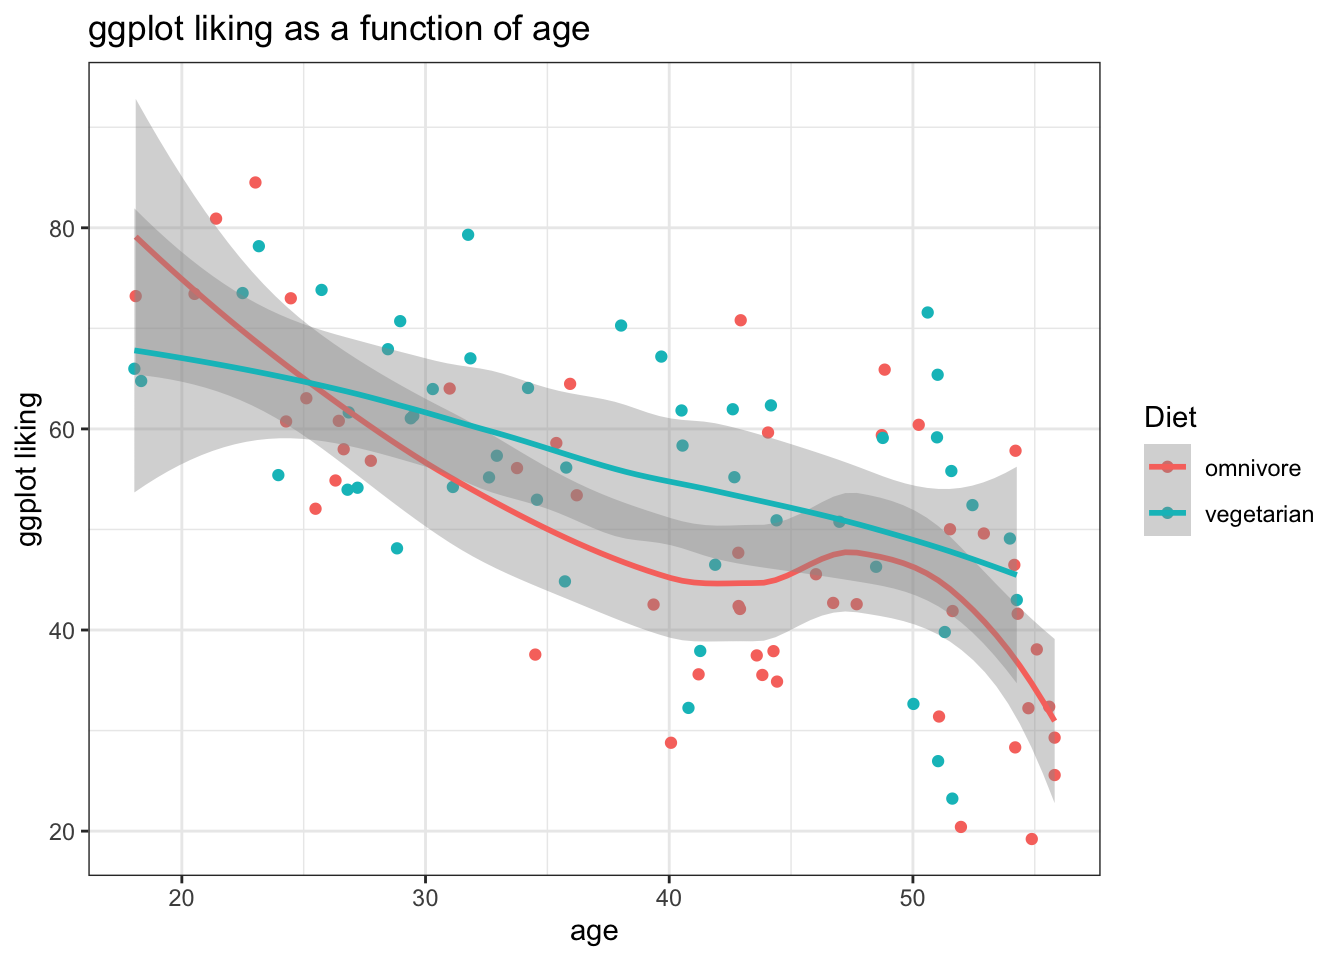 ggplot liking as a function of age
80
60
40
20
ggplot liking
20 30 40 50
age
Diet
omnivore
vegetarian